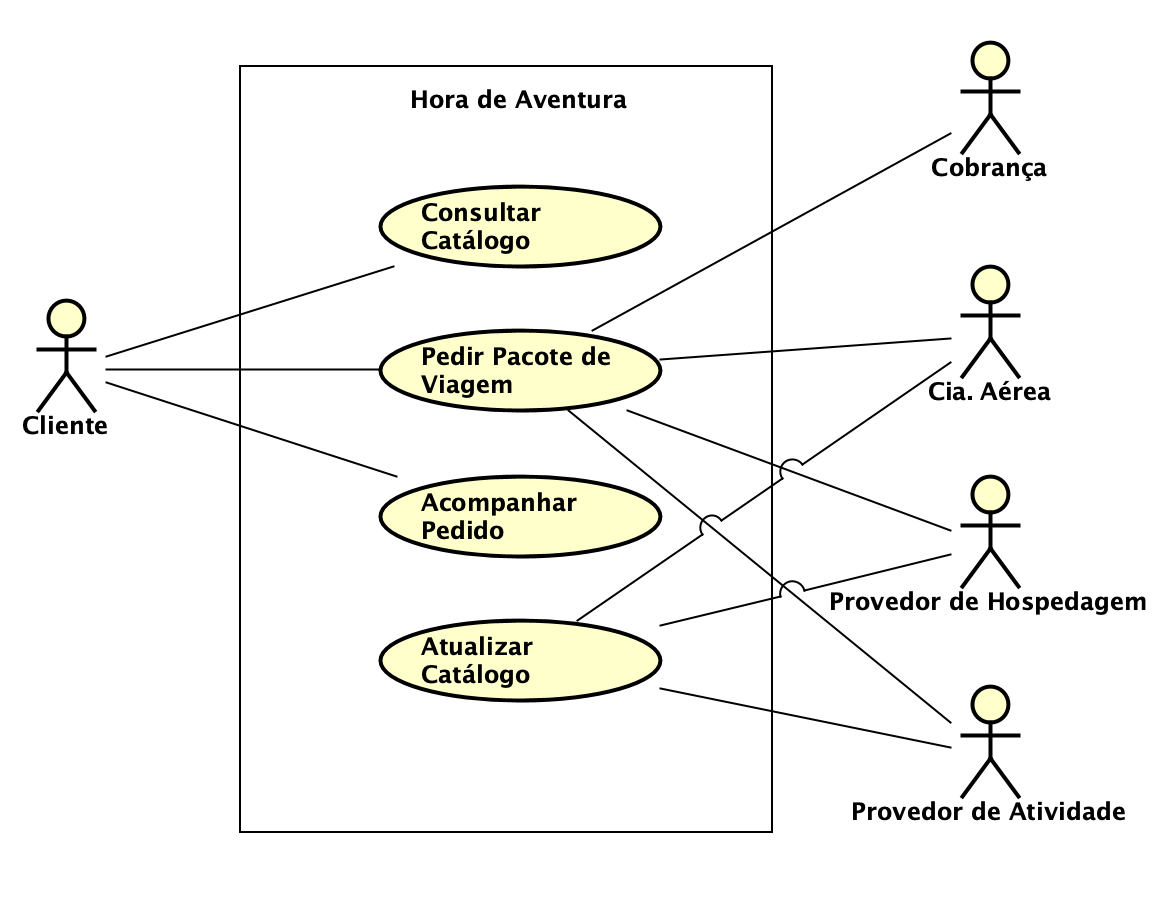 Hora de Aventura
Consultar
Catálogo
Pedir Pacote de
Viagem
Acompanhar
Pedido
Atualizar
Catálogo
Cliente
Cobrança
Cia. Aérea
Provedor de Hospedagem
Provedor de Atividade